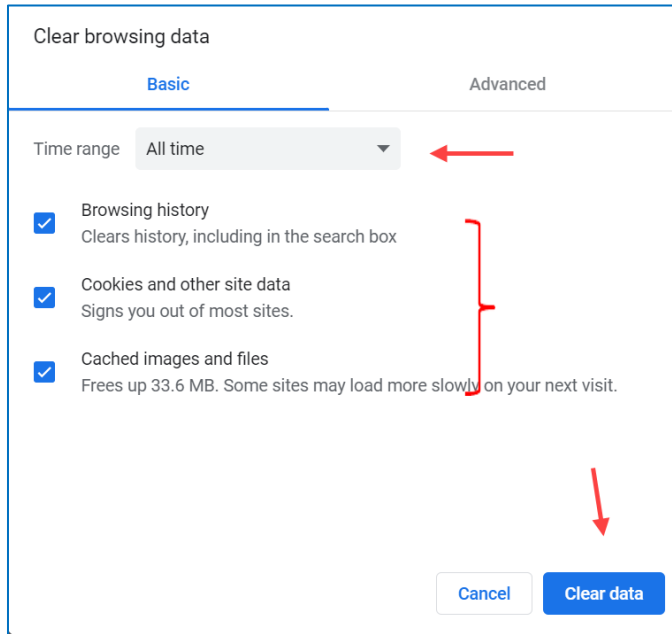 Clear browsing data
Basic Advanced
Time range All time
Browsing history
Clears history, including in the search box
Cookies and other site data
Signs you out of most sites.
Cached images and files
Frees up 33.6 MB. Some sites may load more slowly on your next visit.
Cancel Clear data